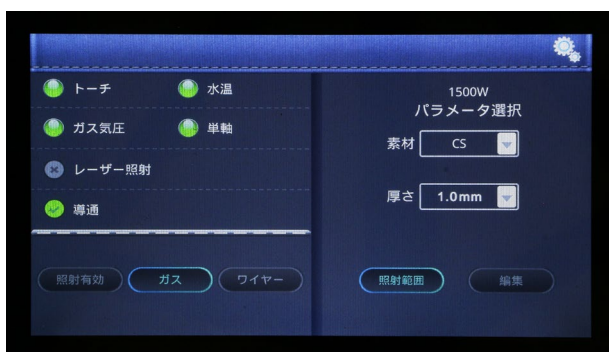 トーチ
水温
ガス気圧
単軸
レーザー照射
導通
照射有効
ガス
ワイヤー
1500W
パラメータ選択
素材 CS
厚さ 1.0mm
照射範囲
編集